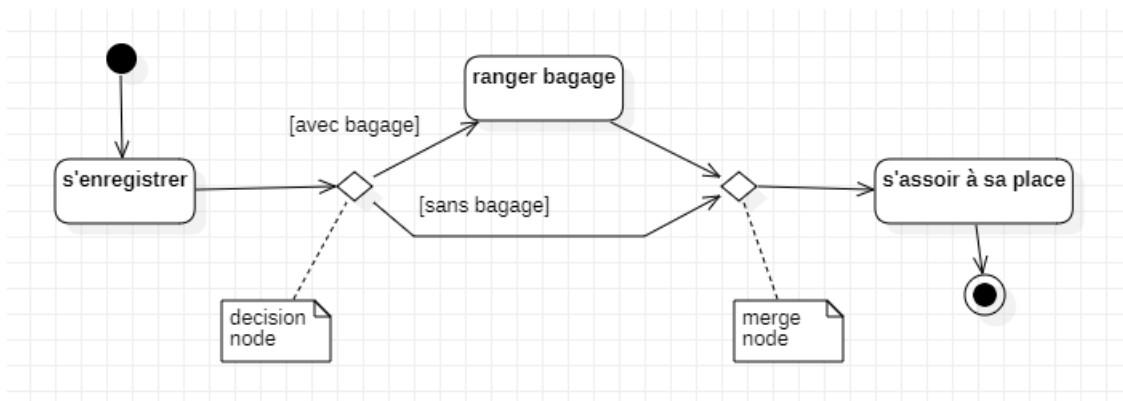 ranger bagage
[avec bagage]
s'enregistrer
s'assoir à sa place
[sans bagage]
decision
node
merge
node